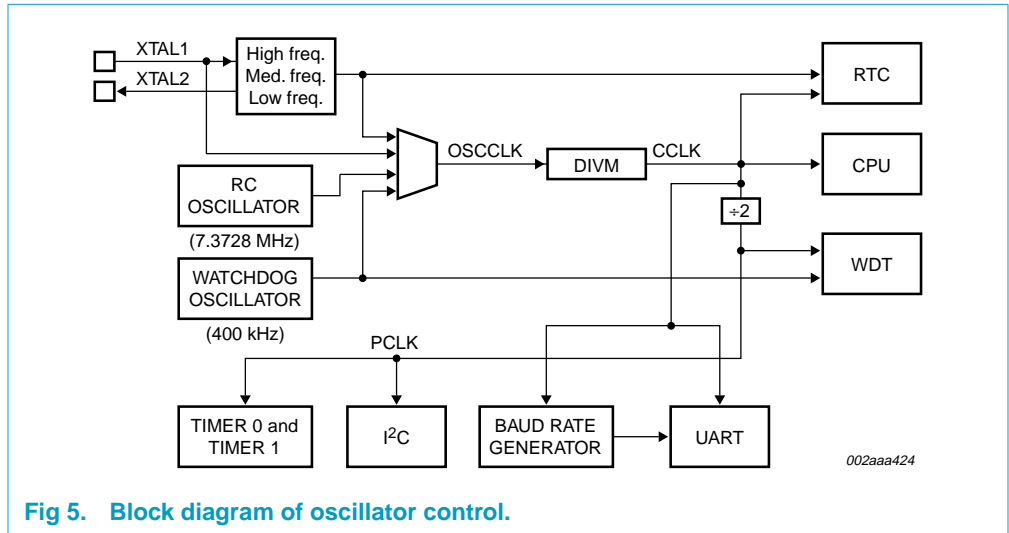 XTAL1
XTAL2
High freq.
Med. freq.
Low freq.
RTC
OSCCLK
DIVM
CCLK
CPU
RC
OSCILLATOR
(7.3728 MHz)
÷2
WATCHDOG
OSCILLATOR
(400 kHz)
WDT
PCLK
TIMER 0 and
TIMER 1
I²C
BAUD RATE
GENERATOR
UART
002aaa424
Fig 5. Block diagram of oscillator control.